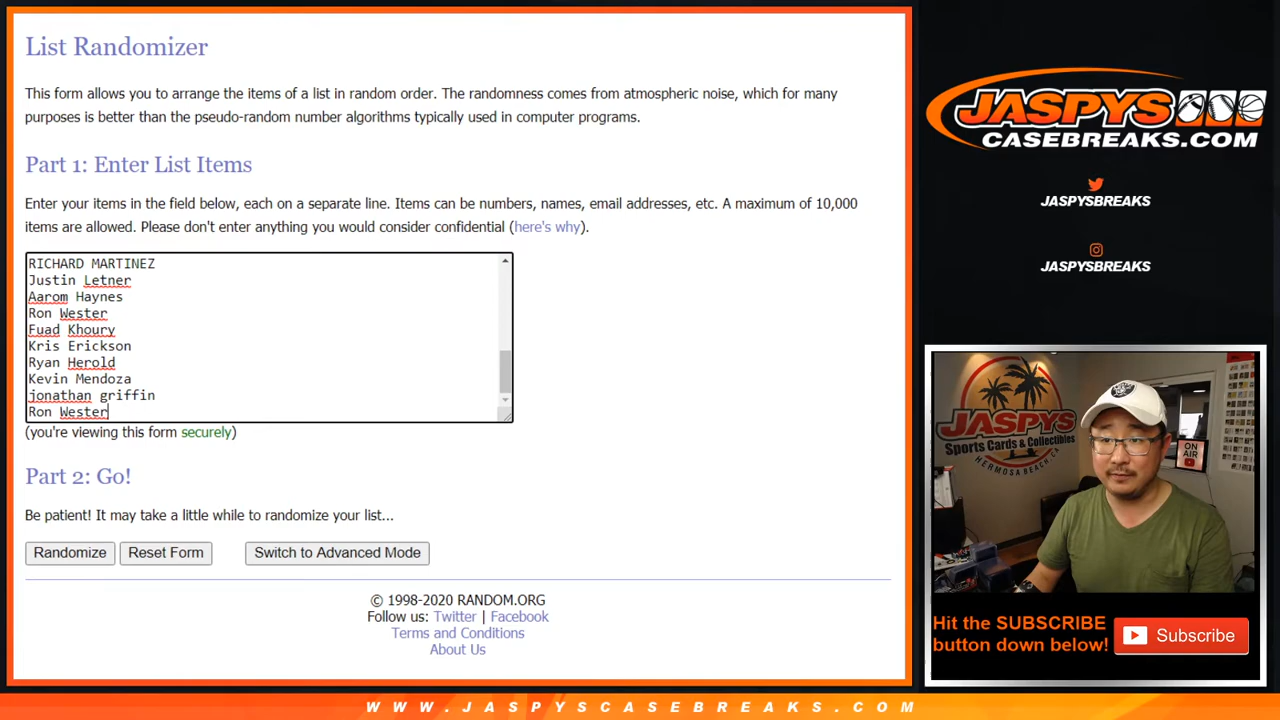 List Randomizer
This form allows you to arrange the items of a list in random order. The randomness comes from atmospheric noise, which for many
purposes is better than the pseudo-random number algorithms typically used in computer programs.
Part 1: Enter List Items
Enter your items in the field below, each on a separate line. Items can be numbers, names, email addresses, etc. A maximum of 10,000
items are allowed. Please don't enter anything you would consider confidential (here's why).
RICHARD MARTINEZ
Justin Letner
Aarom Haynes
Ron Wester
Fuad Khoury
Kris Erickson
Ryan Herold
Kevin Mendoza
jonathan griffin
Ron Wester
(you're viewing this form securely)
Part 2: Go!
Be patient! It may take a little while to randomize your list...
Randomize Reset Form Switch to Advanced Mode
© 1998-2020 RANDOM.ORG
Follow us: Twitter | Facebook
Terms and Conditions
About Us
JASPYS
CASEBREAKS.COM
JASPYSBREAKS
JASPYSBREAKS
JASPYS
Sports Cards & Collectibles
HERMOSA BEACH, CA
ON
AIR
Hit the SUBSCRIBE
button down below!
Subscribe
WWW.JASPYSCASEBREAKS.COM